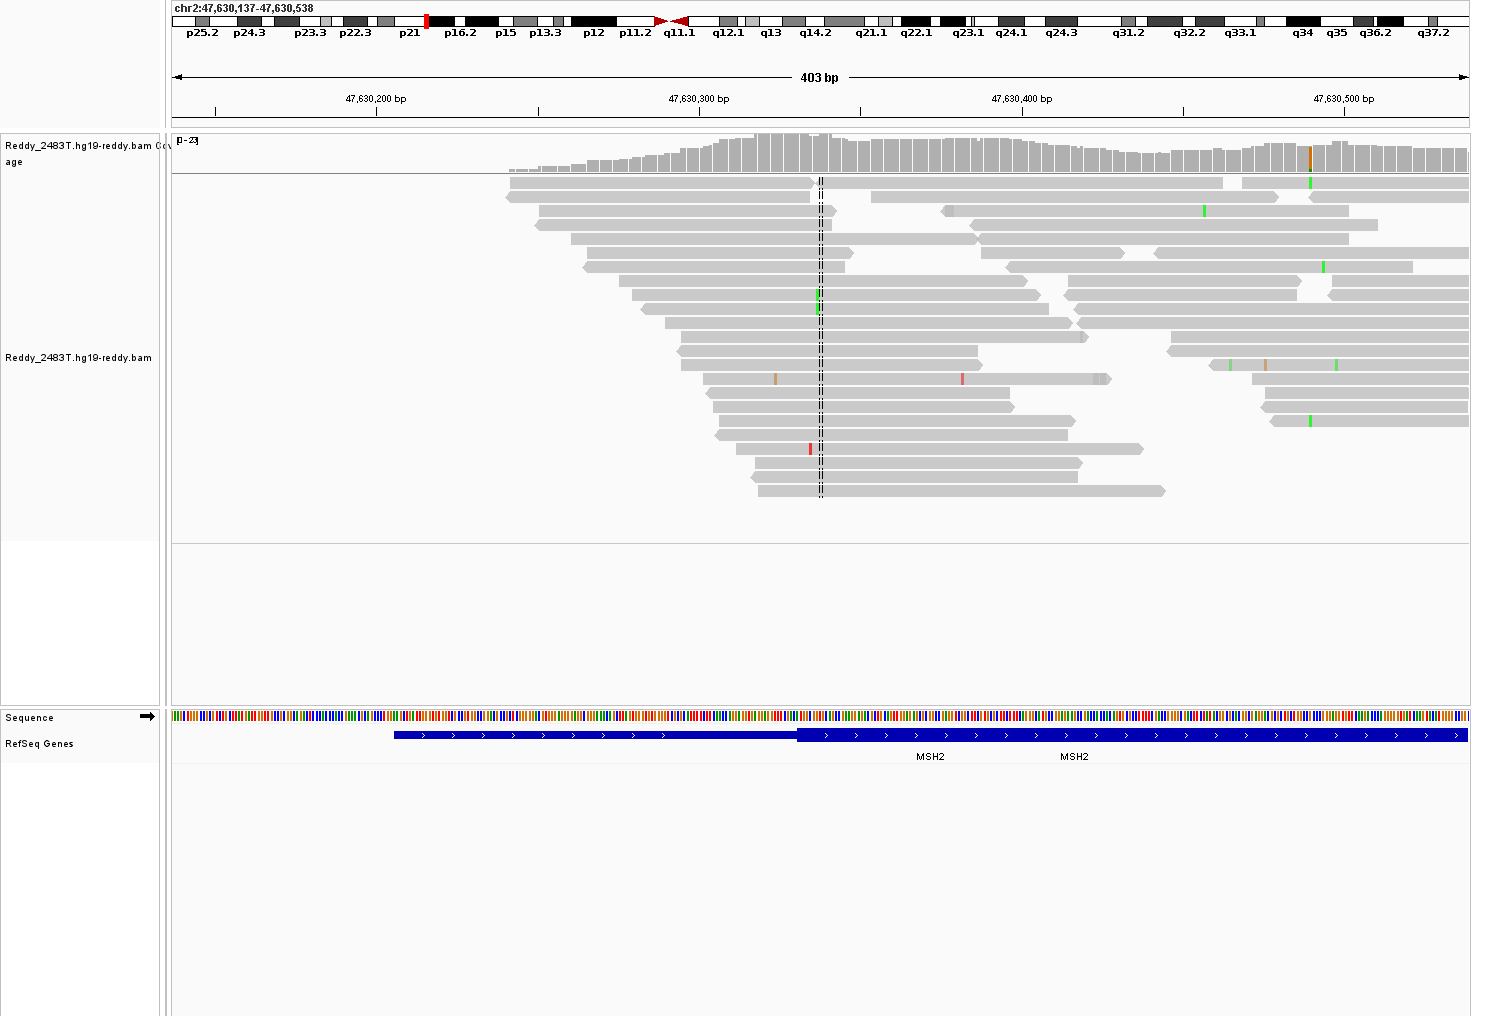 chr2:47,630,137-47,630,538
p25.2 p24.3 p23.3 p22.3 p21 p16.2 p15 p13.3 p12 p11.2 q11.1 q12.1 q13 q14.2 q21.1 q22.1 q23.1 q24.1 q24.3 q31.2 q32.2 q33.1 q34 q35 q36.2 q37.2
403 bp
47,630,200 bp 47,630,300 bp 47,630,400 bp 47,630,500 bp
Reddy_2483T.hg19-reddy.bam Cov
age
[0 - 23]
Reddy_2483T.hg19-reddy.bam
Sequence
RefSeq Genes
MSH2 MSH2